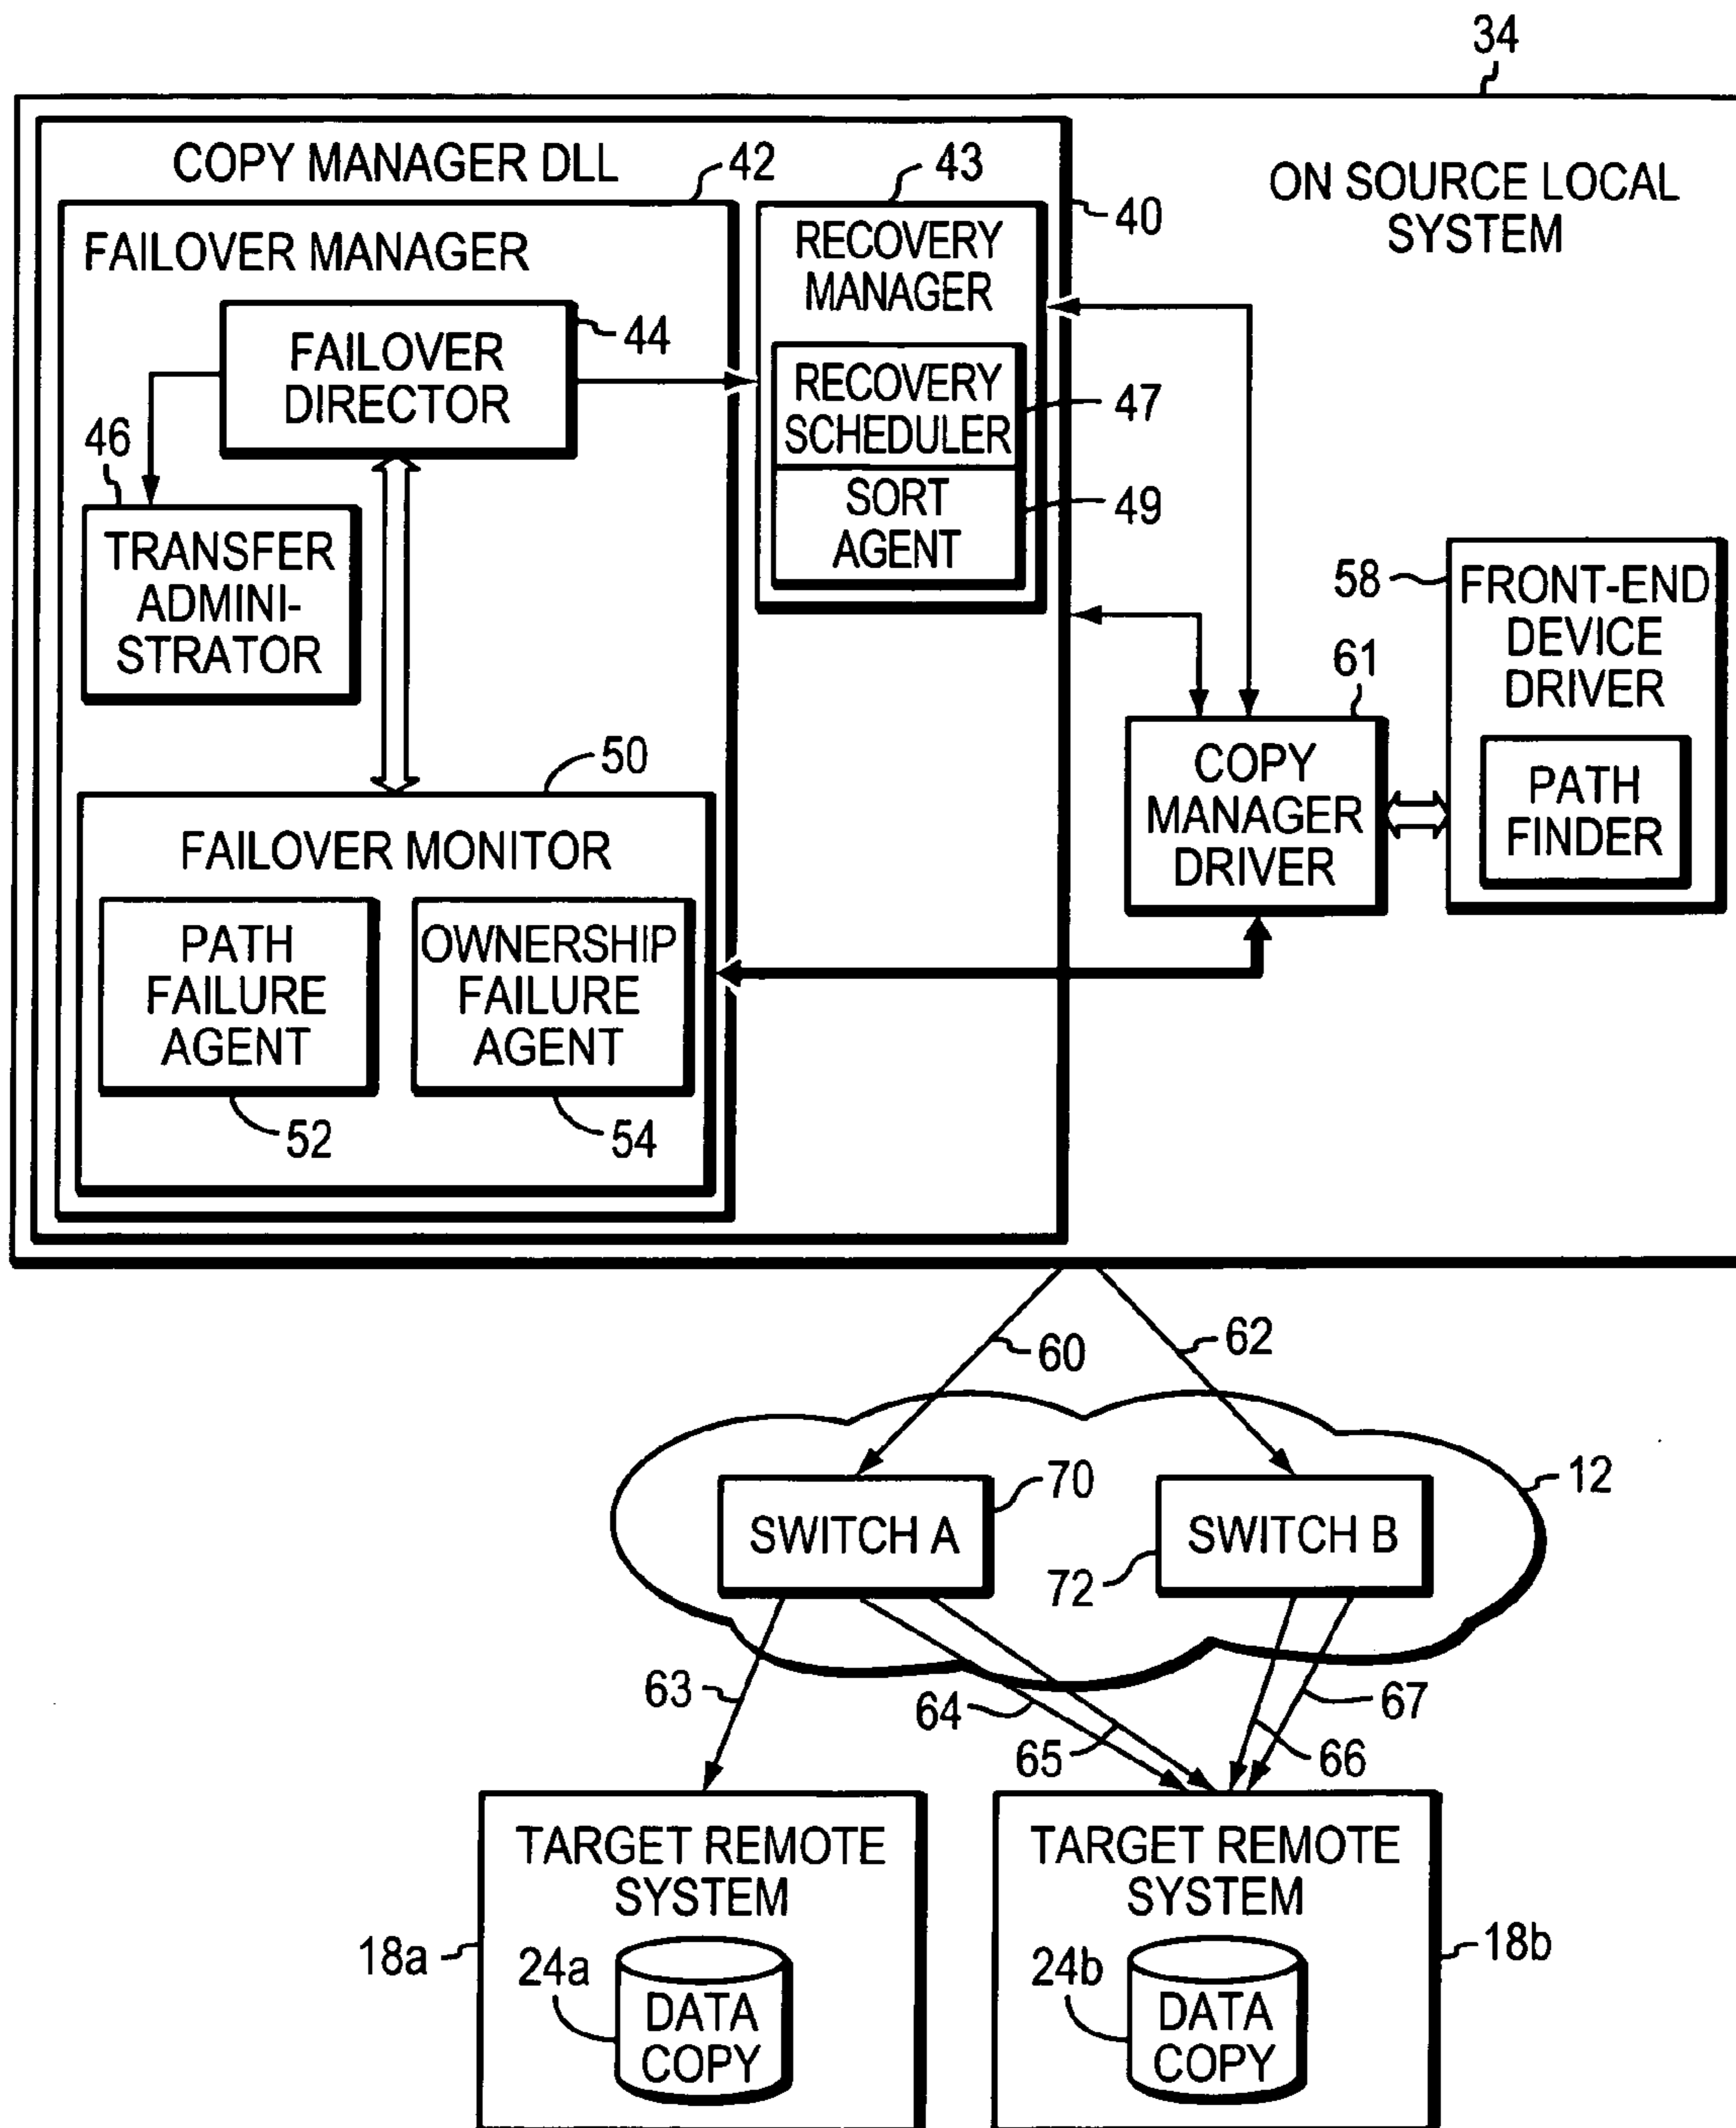 34
COPY MANAGER DLL
42
43
40
ON SOURCE LOCAL
SYSTEM
FAILOVER MANAGER
RECOVERY
MANAGER
44
FAILOVER
DIRECTOR
RECOVERY
SCHEDULER
47
46
SORT
AGENT
49
TRANSFER
ADMINI-
STRATOR
58
FRONT-END
DEVICE
DRIVER
61
COPY
MANAGER
DRIVER
PATH
FINDER
50
FAILOVER MONITOR
PATH
FAILURE
AGENT
OWNERSHIP
FAILURE
AGENT
52
54
60
62
12
70
SWITCH A
SWITCH B
72
63
64
65
66
67
TARGET REMOTE
SYSTEM
TARGET REMOTE
SYSTEM
18a
24a
DATA
COPY
24b
DATA
COPY
18b